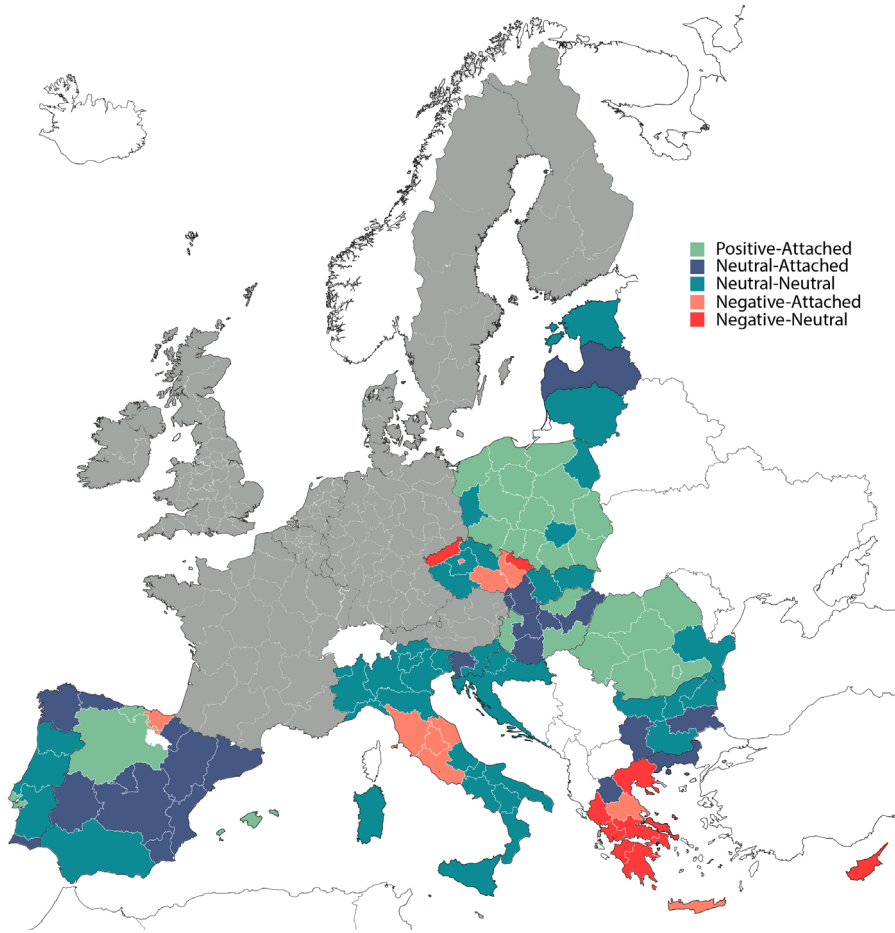 Positive-Attached
Neutral-Attached
Neutral-Neutral
Negative-Attached
Negative-Neutral